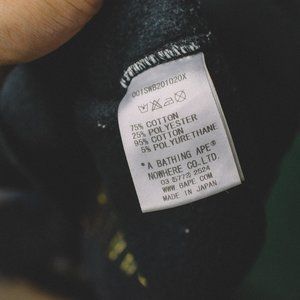 001SWB201020X
75% COTTON
25% POLYESTER
95% COTTON
5% POLYURETHANE
"A BATHING APE®
NOWHERE CO.LTD.
03 5772 2524
WWW.BAPE.COM
MADE IN JAPAN